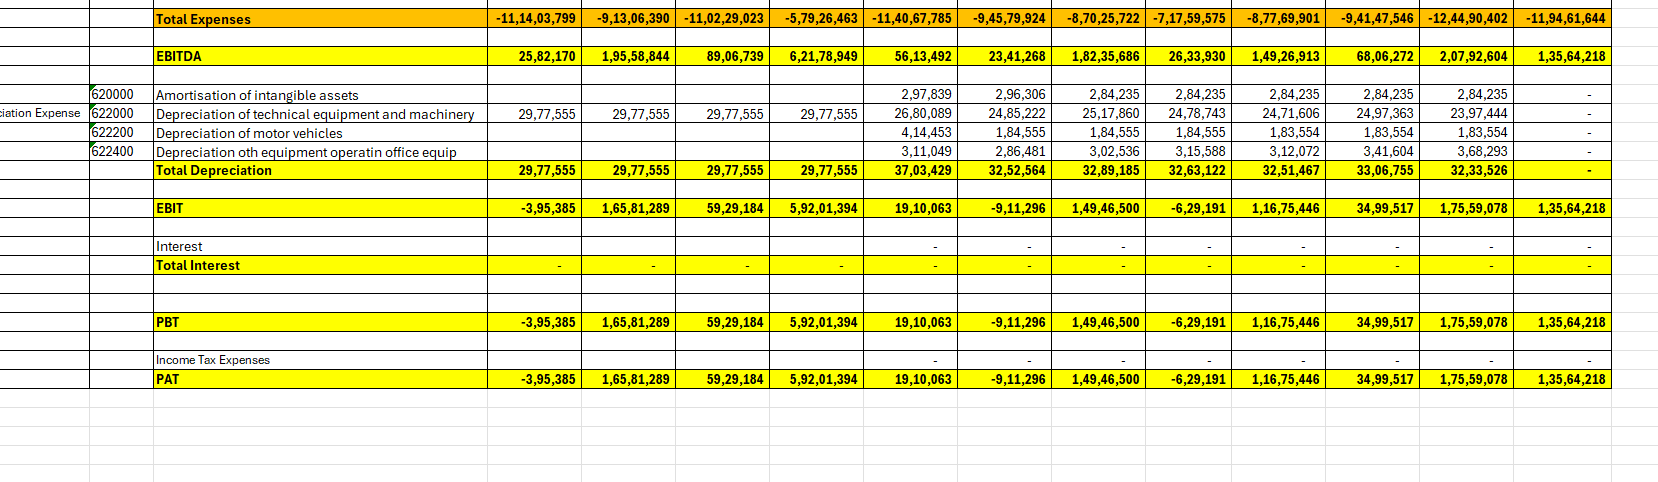 Total Expenses -11,14,03,799 -9,13,06,390 -11,02,29,023 -5,79,26,463 -11,40,67,785 -9,45,79,924 -8,70,25,722 -7,17,59,575 -8,77,69,901 -9,41,47,546 -12,44,90,402 -11,94,61,644
EBITDA 25,82,170 1,95,58,844 89,06,739 6,21,78,949 56,13,492 23,41,268 1,82,35,686 26,33,930 1,49,26,913 68,06,272 2,07,92,604 1,35,64,218
620000 Amortisation of intangible assets 2,97,839 2,96,306 2,84,235 2,84,235 2,84,235 2,84,235 2,84,235 -
ciation Expense 622000 Depreciation of technical equipment and machinery 29,77,555 29,77,555 29,77,555 29,77,555 26,80,089 24,85,222 25,17,860 24,78,743 24,71,606 24,97,363 23,97,444 -
622200 Depreciation of motor vehicles 4,14,453 1,84,555 1,84,555 1,84,555 1,83,554 1,83,554 1,83,554 -
622400 Depreciation oth equipment operatin office equip 3,11,049 2,86,481 3,02,536 3,15,588 3,12,072 3,41,604 3,68,293 -
Total Depreciation 29,77,555 29,77,555 29,77,555 29,77,555 37,03,429 32,52,564 32,89,185 32,63,122 32,51,467 33,06,755 32,33,526 -
EBIT -3,95,385 1,65,81,289 59,29,184 5,92,01,394 19,10,063 -9,11,296 1,49,46,500 -6,29,191 1,16,75,446 34,99,517 1,75,59,078 1,35,64,218
Interest - - - - - - - -
Total Interest - - - - - - - - - - - -
PBT -3,95,385 1,65,81,289 59,29,184 5,92,01,394 19,10,063 -9,11,296 1,49,46,500 -6,29,191 1,16,75,446 34,99,517 1,75,59,078 1,35,64,218
Income Tax Expenses - - - - - - - -
PAT -3,95,385 1,65,81,289 59,29,184 5,92,01,394 19,10,063 -9,11,296 1,49,46,500 -6,29,191 1,16,75,446 34,99,517 1,75,59,078 1,35,64,218